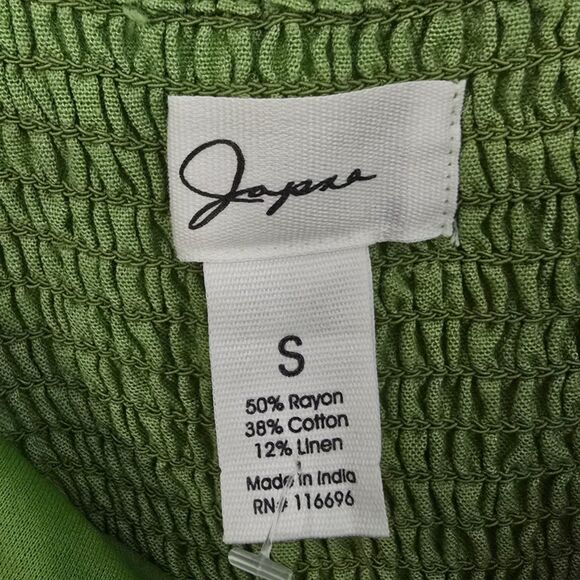 Japna
S
50% Rayon
38% Cotton
12% Linen
Made in India
RN# 116696